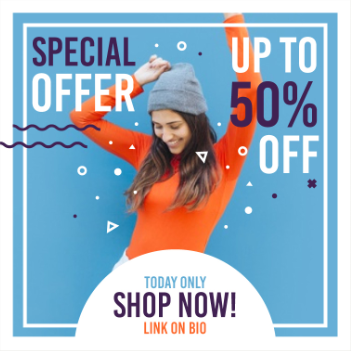 SPECIAL
OFFER
UP TO
50%
OFF
TODAY ONLY
SHOP NOW!
LINK ON BIO